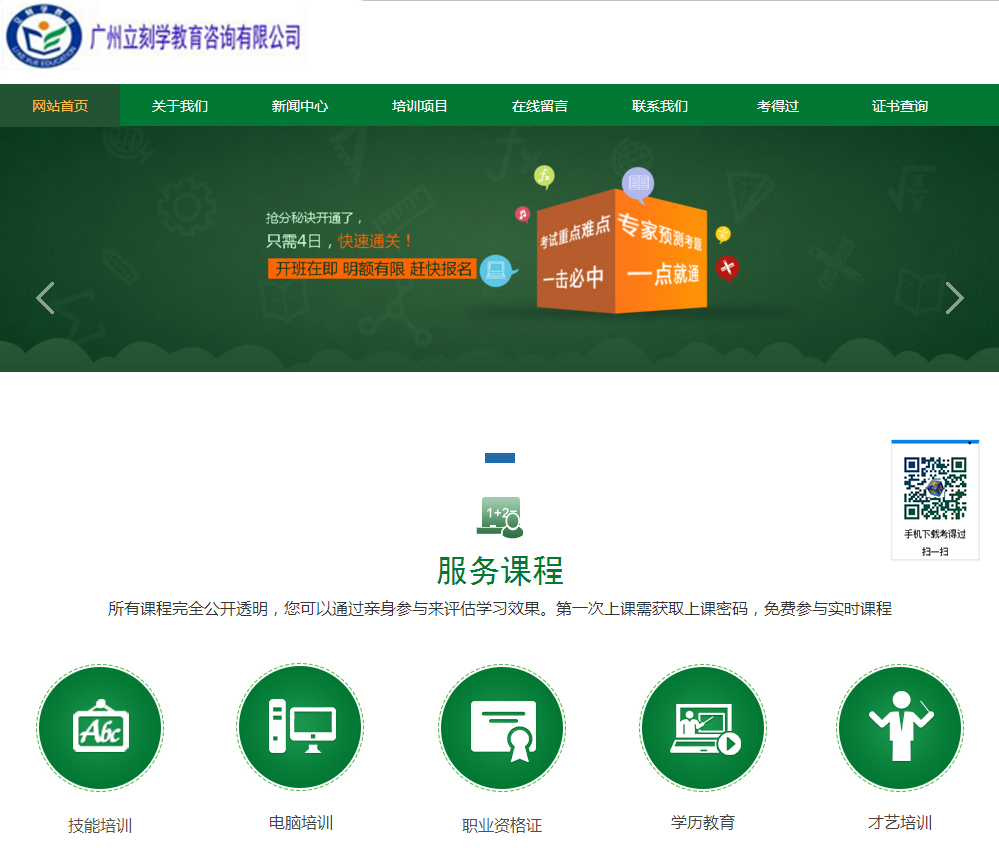 立刻学教育
LIKE XUE EDUCATION
广州立刻学教育咨询有限公司
网站首页 关于我们 新闻中心 培训项目 在线留言 联系我们 考得过 证书查询
抢分秘诀开通了，
只需4日，快速通关！
开班在即 明额有限 赶快报名
考试重点难点
一击必中
专家预测考题
一点就通
1+2=
服务课程
所有课程完全公开透明，您可以通过亲身参与来评估学习效果。第一次上课需获取上课密码，免费参与实时课程
手机下载考得过
扫一扫
Abc
技能培训 电脑培训 职业资格证 学历教育 才艺培训